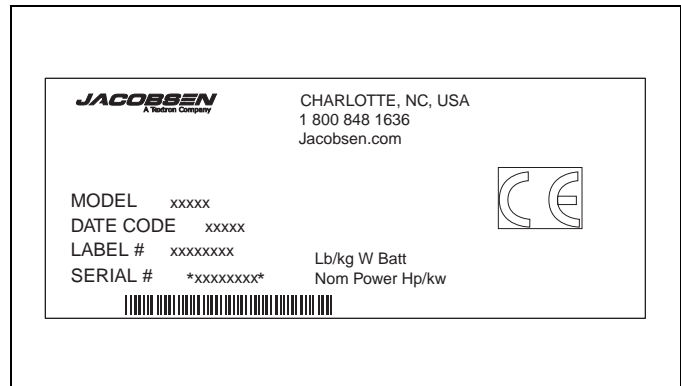 JACOBSEN
A Textron Company
CHARLOTTE, NC, USA
1 800 848 1636
Jacobsen.com
CE
MODEL xxxxx
DATE CODE xxxxx
LABEL # xxxxxxxx
SERIAL # *xxxxxxxx*
Lb/kg W Batt
Nom Power Hp/kw